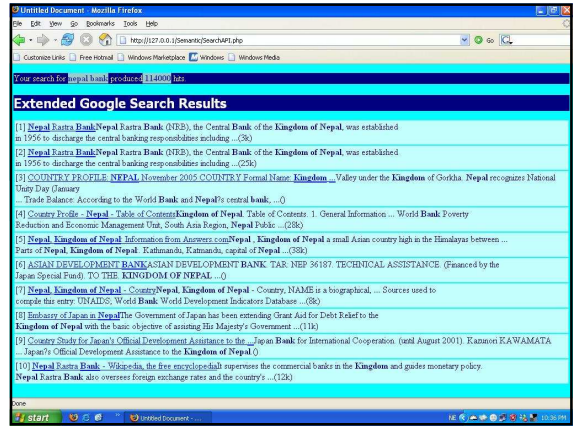 Untitled Document - Mozilla Firefox
File Edit View Go Bookmarks Tools Help
http://127.0.0.1/Semantic/SearchAPI.php Go
Customize Links Free Hotmail Windows Marketplace Windows Windows Media
Your search for nepal bank produced 114000 hits.
Extended Google Search Results
[1] Nepal Rastra BankNepal Rastra Bank (NRB), the Central Bank of the Kingdom of Nepal, was established
in 1956 to discharge the central banking responsibilities including ...(3k)
[2] Nepal Rastra BankNepal Rastra Bank (NRB), the Central Bank of the Kingdom of Nepal, was established
in 1956 to discharge the central banking responsibilities including ...(25k)
[3] COUNTRY PROFILE: NEPAL November 2005 COUNTRY Formal Name: Kingdom ...Valley under the Kingdom of Gorkha. Nepal recognizes National
Unity Day (January
... Trade Balance: According to the World Bank and Nepal?s central bank, ...()
[4] Country Profile - Nepal - Table of ContentsKingdom of Nepal. Table of Contents. 1. General Information ... World Bank Poverty
Reduction and Economic Management Unit, South Asia Region, Nepal Public ...(28k)
[5] Nepal, Kingdom of Nepal: Information from Answers.comNepal , Kingdom of Nepal a small Asian country high in the Himalayas between ...
Parts of Nepal, Kingdom of Nepal: Kathmandu, Katmandu, capital of Nepal ...(38k)
[6] ASIAN DEVELOPMENT BANKASIAN DEVELOPMENT BANK. TAR: NEP 36187. TECHNICAL ASSISTANCE. (Financed by the
Japan Special Fund). TO THE. KINGDOM OF NEPAL ...()
[7] Nepal, Kingdom of Nepal - CountryNepal, Kingdom of Nepal - Country, NAME is a biographical, ... Sources used to
compile this entry: UNAIDS; World Bank World Development Indicators Database ...(8k)
[8] Embassy of Japan in NepalThe Government of Japan has been extending Grant Aid for Debt Relief to the
Kingdom of Nepal with the basic objective of assisting His Majesty's Government ...(11k)
[9] Country Study for Japan's Official Development Assistance to the ...Japan Bank for International Cooperation. (until August 2001). Kazunori KAWAMATA
... Japan?s Official Development Assistance to the Kingdom of Nepal ()
[10] Nepal Rastra Bank - Wikipedia, the free encyclopediaIt supervises the commercial banks in the Kingdom and guides monetary policy.
Nepal Rastra Bank also oversees foreign exchange rates and the country's ...(12k)
Done
start Untitled Document - ... NE 10:36 PM